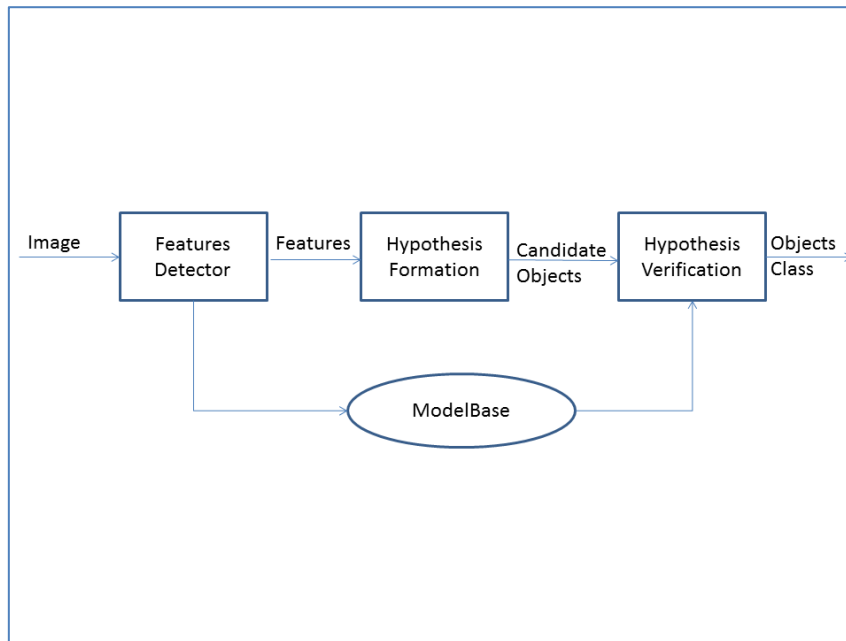 Image
Features
Detector
Features
Hypothesis
Formation
Candidate
Objects
Hypothesis
Verification
Objects
Class
ModelBase